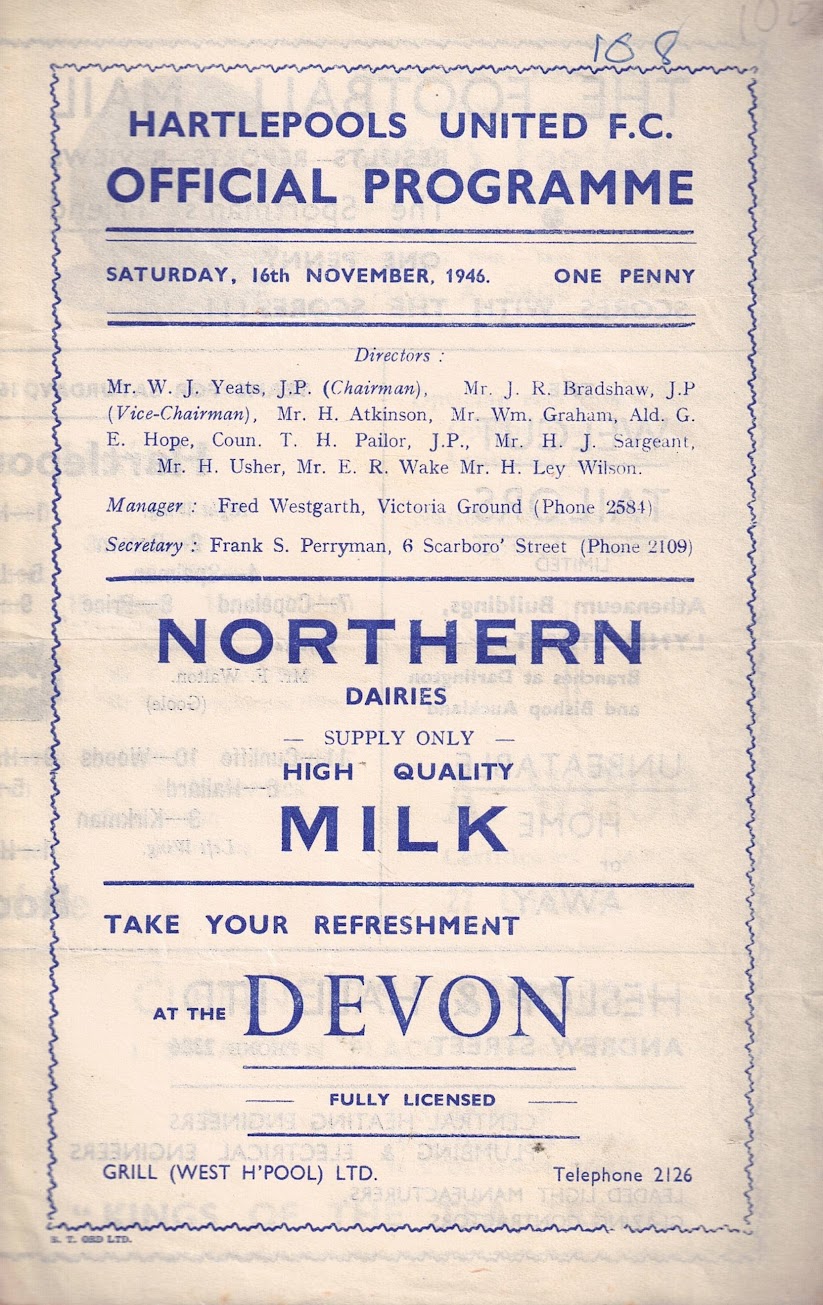 108
HARTLEPOOLS UNITED F.C.
OFFICIAL PROGRAMME
SATURDAY, 16th NOVEMBER, 1946. ONE PENNY
Directors :
Mr. W. J. Yeats, J.P. (Chairman), Mr. J. R. Bradshaw, J.P
(Vice-Chairman), Mr. H. Atkinson, Mr. Wm. Graham, Ald. G.
E. Hope, Coun. T. H. Pailor, J.P., Mr. H. J. Sargeant,
Mr. H. Usher, Mr. E. R. Wake Mr. H. Ley Wilson.
Manager : Fred Westgarth, Victoria Ground (Phone 2584)
Secretary : Frank S. Perryman, 6 Scarboro' Street (Phone 2109)
NORTHERN
DAIRIES
— SUPPLY ONLY —
HIGH QUALITY
MILK
TAKE YOUR REFRESHMENT
AT THE DEVON
FULLY LICENSED
GRILL (WEST H'POOL) LTD. Telephone 2126
T. ORD LTD.